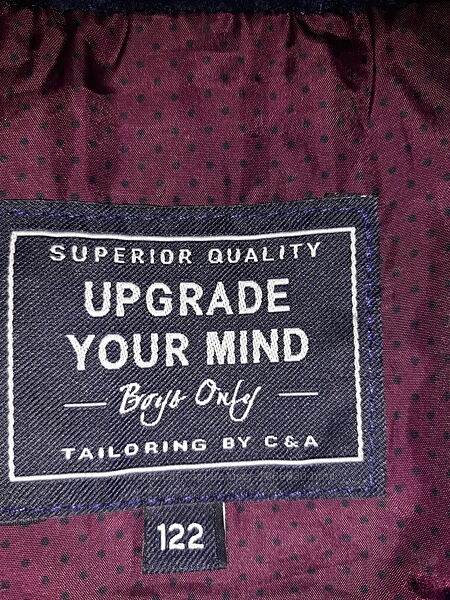 SUPERIOR QUALITY
UPGRADE
YOUR MIND
Boys Only
TAILORING BY C&A
122